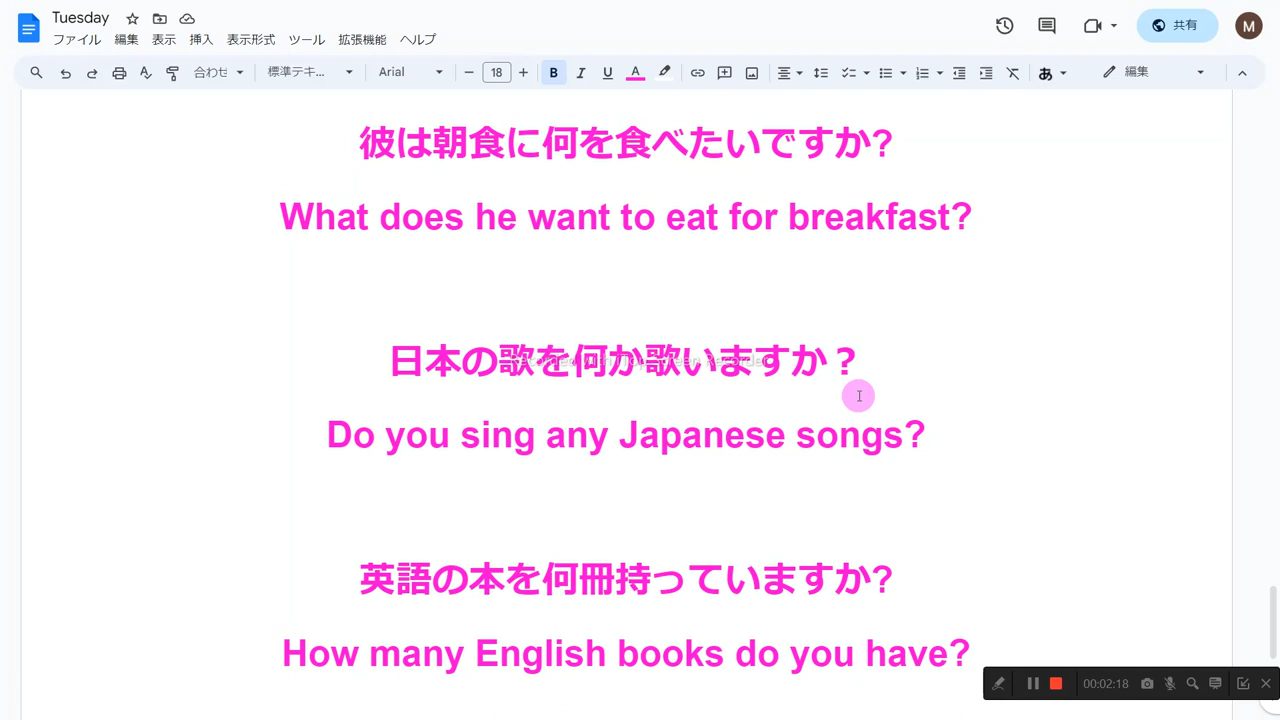 Tuesday
共有
M
ファイル 編集 表示 挿入 表示形式 ツール 拡張機能 ヘルプ
合わせ 標準テキ... Arial 18 B I U A あ 編集
彼は朝食に何を食べたいですか?
What does he want to eat for breakfast?
日本の歌を何か歌いますか？
Do you sing any Japanese songs?
英語の本を何冊持っていますか?
How many English books do you have?
00:02:18